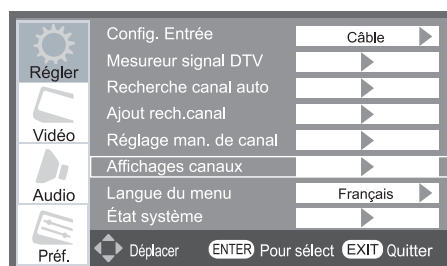 Régler
Vidéo
Audio
Préf.
Config. Entrée Câble
Mesureur signal DTV
Recherche canal auto
Ajout rech.canal
Réglage man. de canal
Affichages canaux
Langue du menu Français
État système
Déplacer ENTER Pour sélect EXIT Quitter